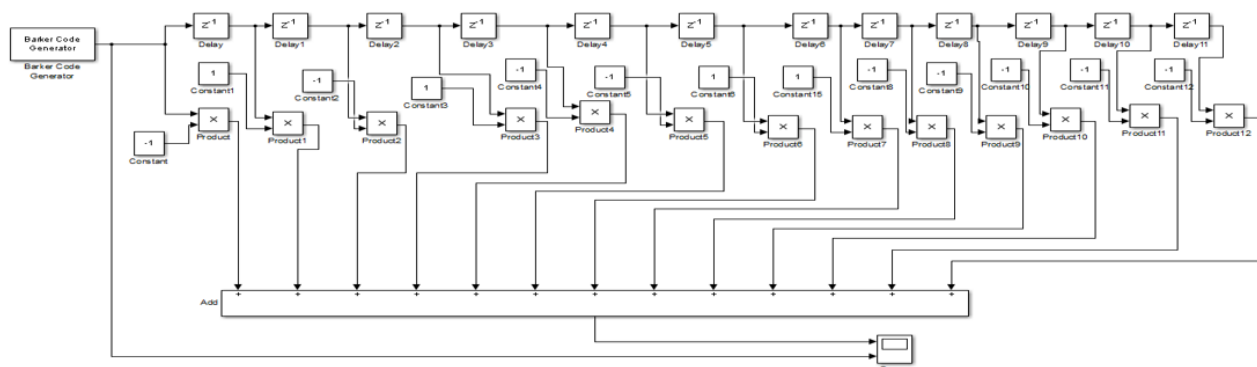 z⁻¹ z⁻¹ z⁻¹ z⁻¹ z⁻¹ z⁻¹ z⁻¹ z⁻¹ z⁻¹ z⁻¹ z⁻¹ z⁻¹
Barker Code
Generator
Delay Delay1 Delay2 Delay3 Delay4 Delay5 Delay6 Delay7 Delay8 Delay9 Delay10 Delay11
Barker Code
Generator
1 -1 1 -1 -1 1 1 -1 -1 -1 -1 -1
Constant1 Constant2 Constant3 Constant4 Constant5 Constant6 Constant15 Constant8 Constant9 Constant10 Constant11 Constant12
× × × × × × × × × × × × ×
Product Product1 Product2 Product3 Product4 Product5 Product6 Product7 Product8 Product9 Product10 Product11 Product12
-1
Constant
+ + + + + + + + + + + + +
Add